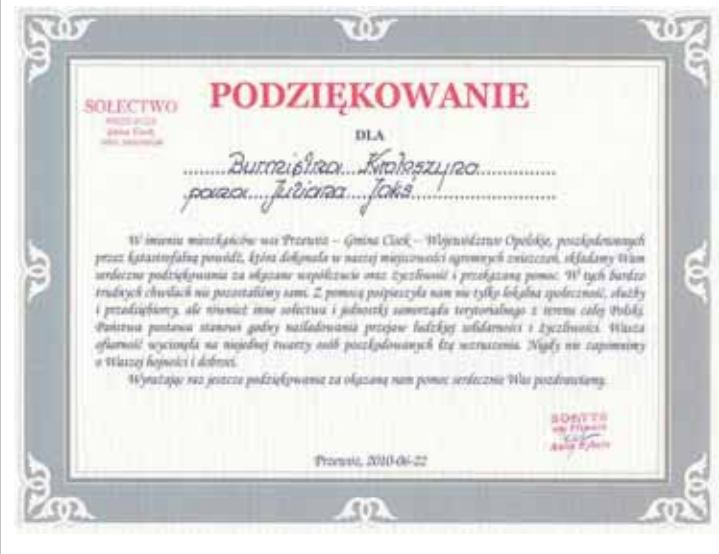 SOŁECTWO
PODZIĘKOWANIE
DLA
Burmistrza Krotoszyna
pana Juliana Jokś
W imieniu mieszkańców wsi Przewóz – Gmina Cisek – Województwo Opolskie, poszkodowanych
przez katastrofalną powódź, która dokonała w naszej miejscowości ogromnych zniszczeń, składamy Wam
serdeczne podziękowania za okazane współczucie oraz życzliwość i przekazaną pomoc. W tych bardzo
trudnych chwilach nie pozostaliśmy sami. Z pomocą pośpieszyła nam nie tylko lokalna społeczność, służby
i przedsiębiorcy, ale również inne sołectwa i jednostki samorządu terytorialnego z terenu całej Polski.
Państwa postawa stanowi godny naśladowania przejaw ludzkiej solidarności i życzliwości. Wasza
ofiarność wycisnęła na niejednej twarzy osób poszkodowanych łzę wzruszenia. Nigdy nie zapomnimy
o Waszej hojności i dobroci.
Wyrażając raz jeszcze podziękowania za okazaną nam pomoc serdecznie Was pozdrawiamy.
SOŁTYS
Przewóz, 2010-06-22